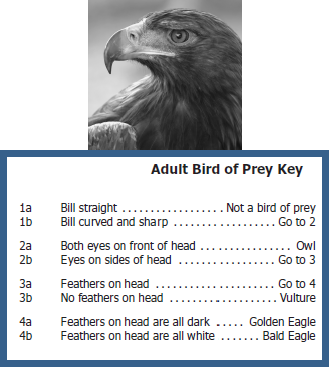 Adult Bird of Prey Key
1a Bill straight ................. Not a bird of prey
1b Bill curved and sharp ................. Go to 2
2a Both eyes on front of head ............... Owl
2b Eyes on sides of head ................ Go to 3
3a Feathers on head .................... Go to 4
3b No feathers on head .................. Vulture
4a Feathers on head are all dark ..... Golden Eagle
4b Feathers on head are all white ....... Bald Eagle